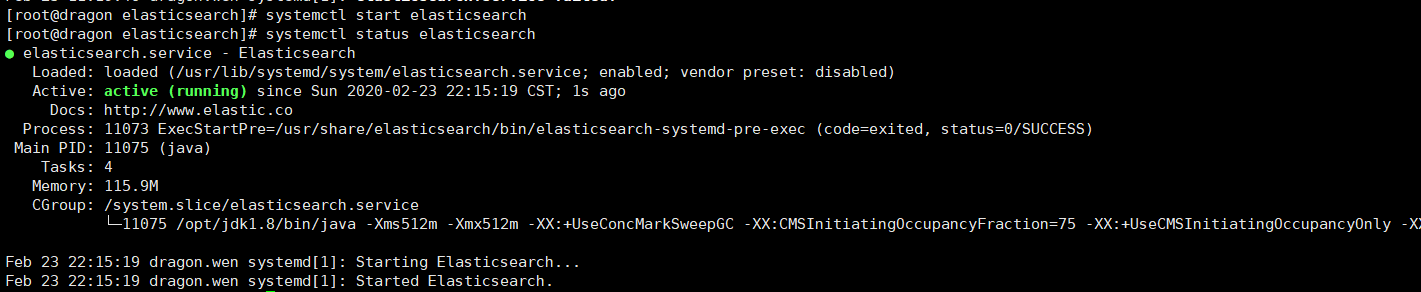 [root@dragon elasticsearch]# systemctl start elasticsearch
[root@dragon elasticsearch]# systemctl status elasticsearch
● elasticsearch.service - Elasticsearch
Loaded: loaded (/usr/lib/systemd/system/elasticsearch.service; enabled; vendor preset: disabled)
Active: active (running) since Sun 2020-02-23 22:15:19 CST; 1s ago
Docs: http://www.elastic.co
Process: 11073 ExecStartPre=/usr/share/elasticsearch/bin/elasticsearch-systemd-pre-exec (code=exited, status=0/SUCCESS)
Main PID: 11075 (java)
Tasks: 4
Memory: 115.9M
CGroup: /system.slice/elasticsearch.service
└─11075 /opt/jdk1.8/bin/java -Xms512m -Xmx512m -XX:+UseConcMarkSweepGC -XX:CMSInitiatingOccupancyFraction=75 -XX:+UseCMSInitiatingOccupancyOnly -XX
Feb 23 22:15:19 dragon.wen systemd[1]: Starting Elasticsearch...
Feb 23 22:15:19 dragon.wen systemd[1]: Started Elasticsearch.